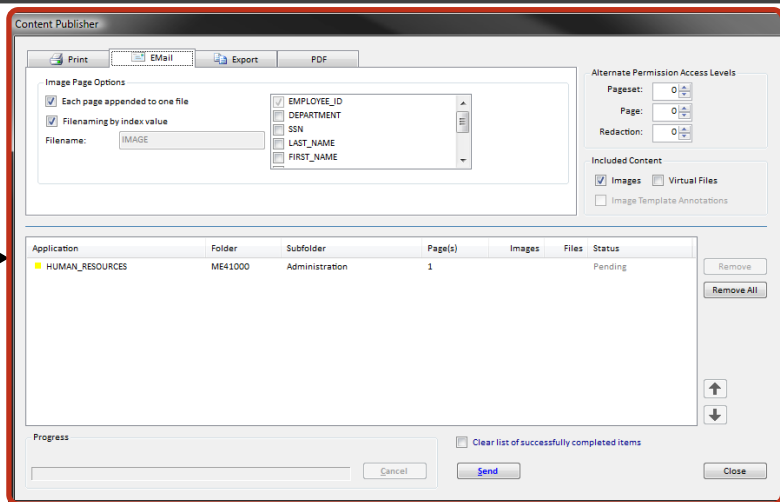 Content Publisher
Print EMail Export PDF
Image Page Options
Each page appended to one file
Filenaming by index value
Filename: IMAGE
EMPLOYEE_ID
DEPARTMENT
SSN
LAST_NAME
FIRST_NAME
Alternate Permission Access Levels
Pageset: 0
Page: 0
Redaction: 0
Included Content
Images Virtual Files
Image Template Annotations
Application Folder Subfolder Page(s) Images Files Status
HUMAN_RESOURCES ME41000 Administration 1 Pending
Remove
Remove All
Progress
Cancel
Clear list of successfully completed items
Send
Close